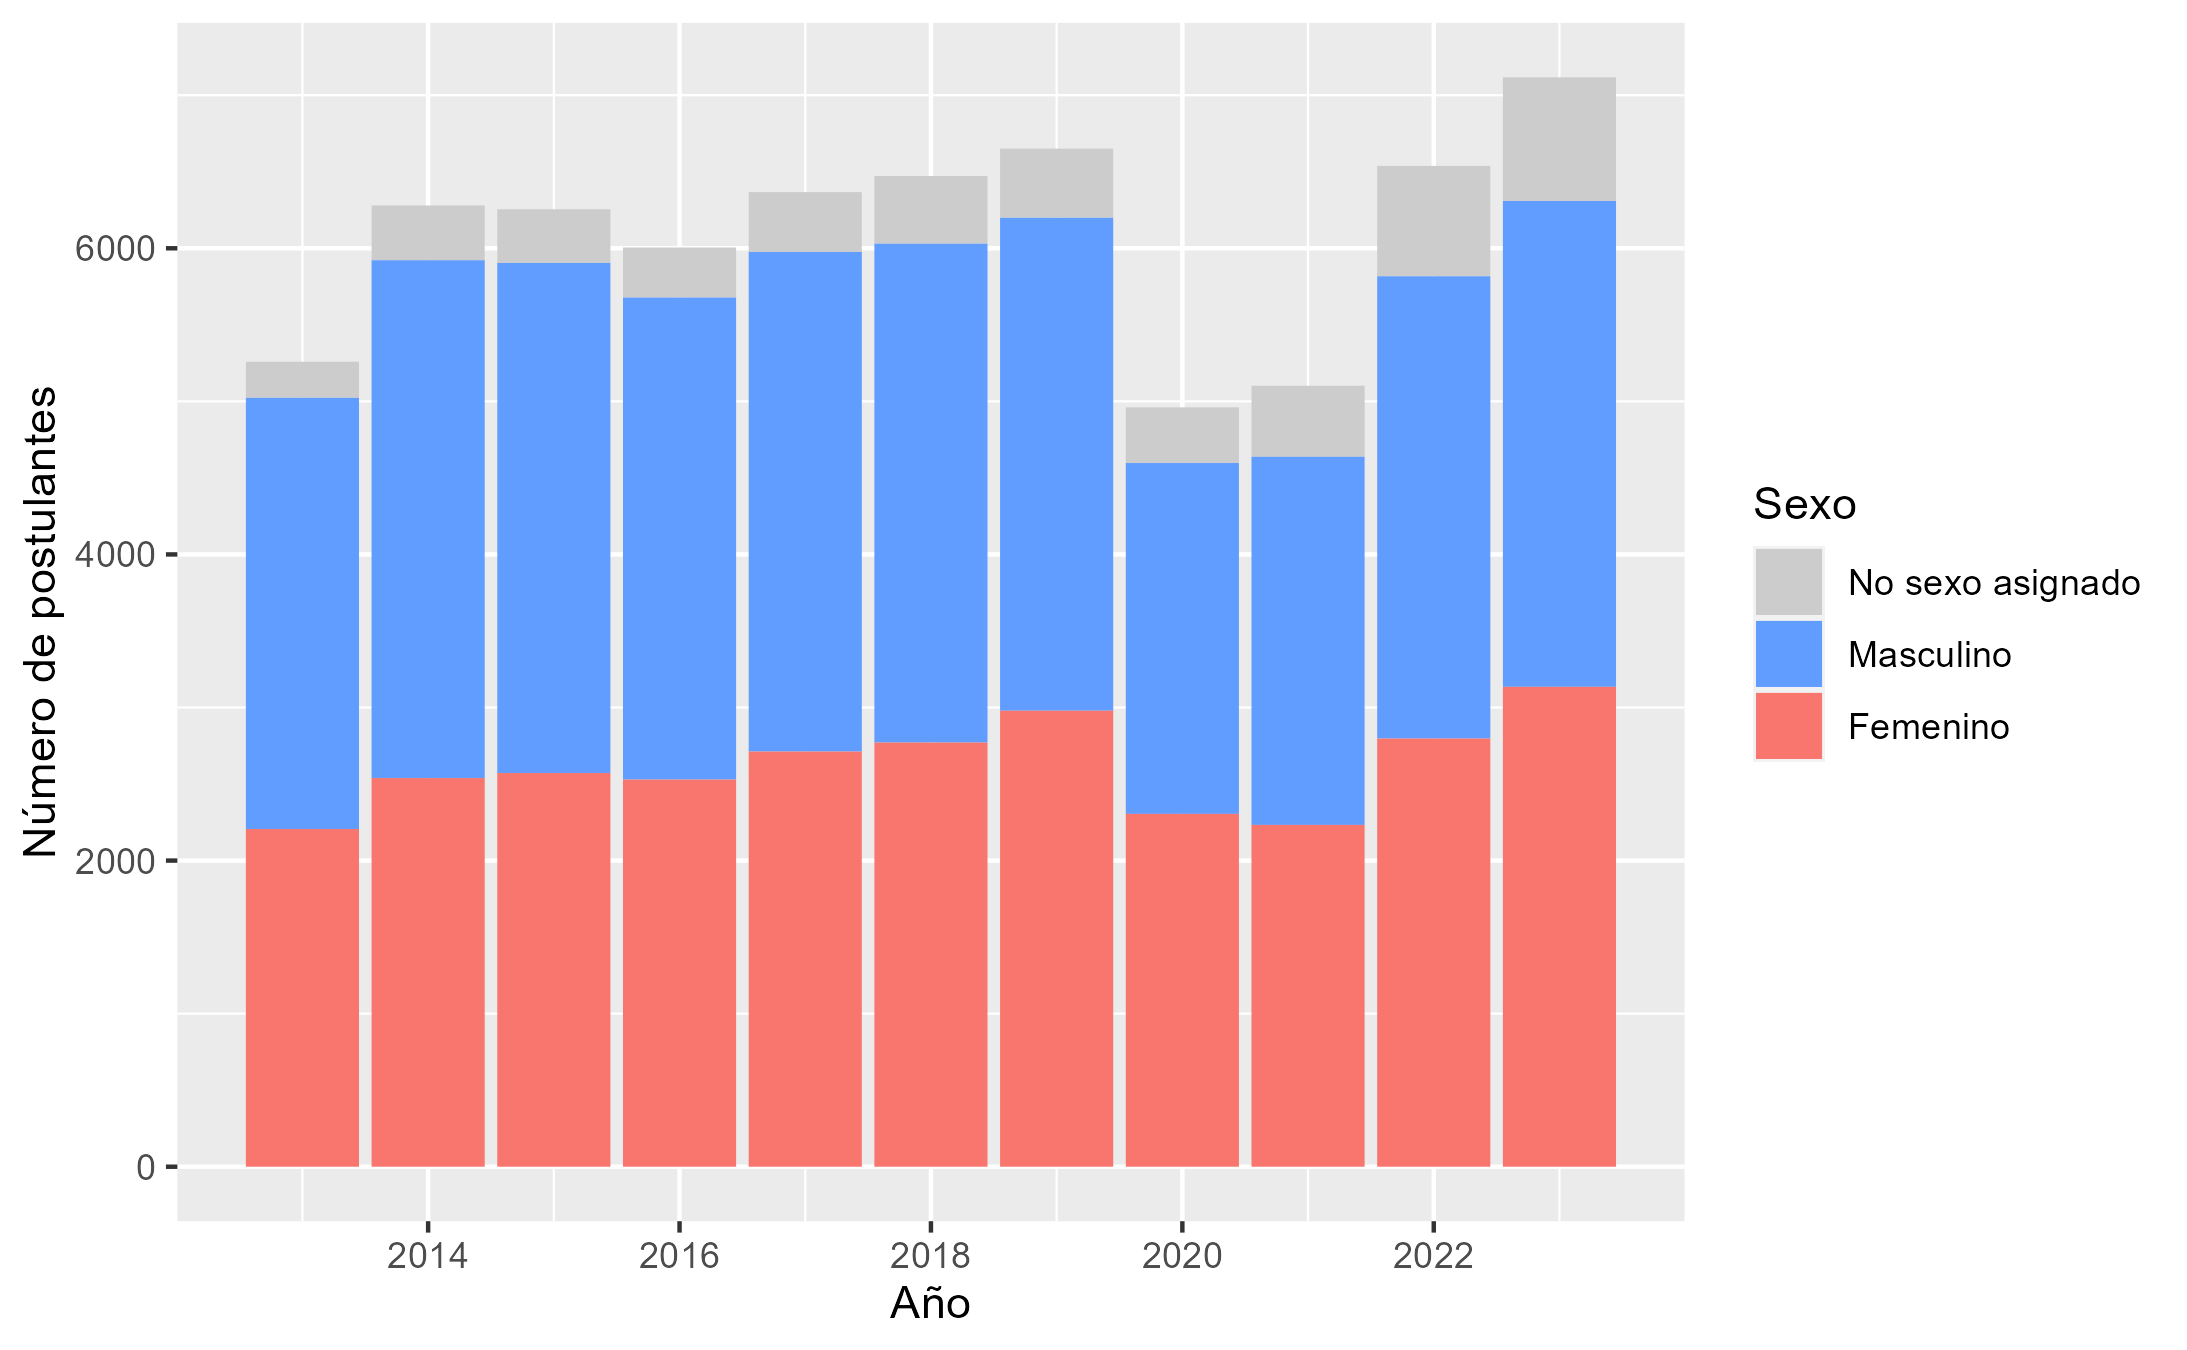 Número de postulantes
6000
4000
2000
0
2014 2016 2018 2020 2022
Año
Sexo
No sexo asignado
Masculino
Femenino